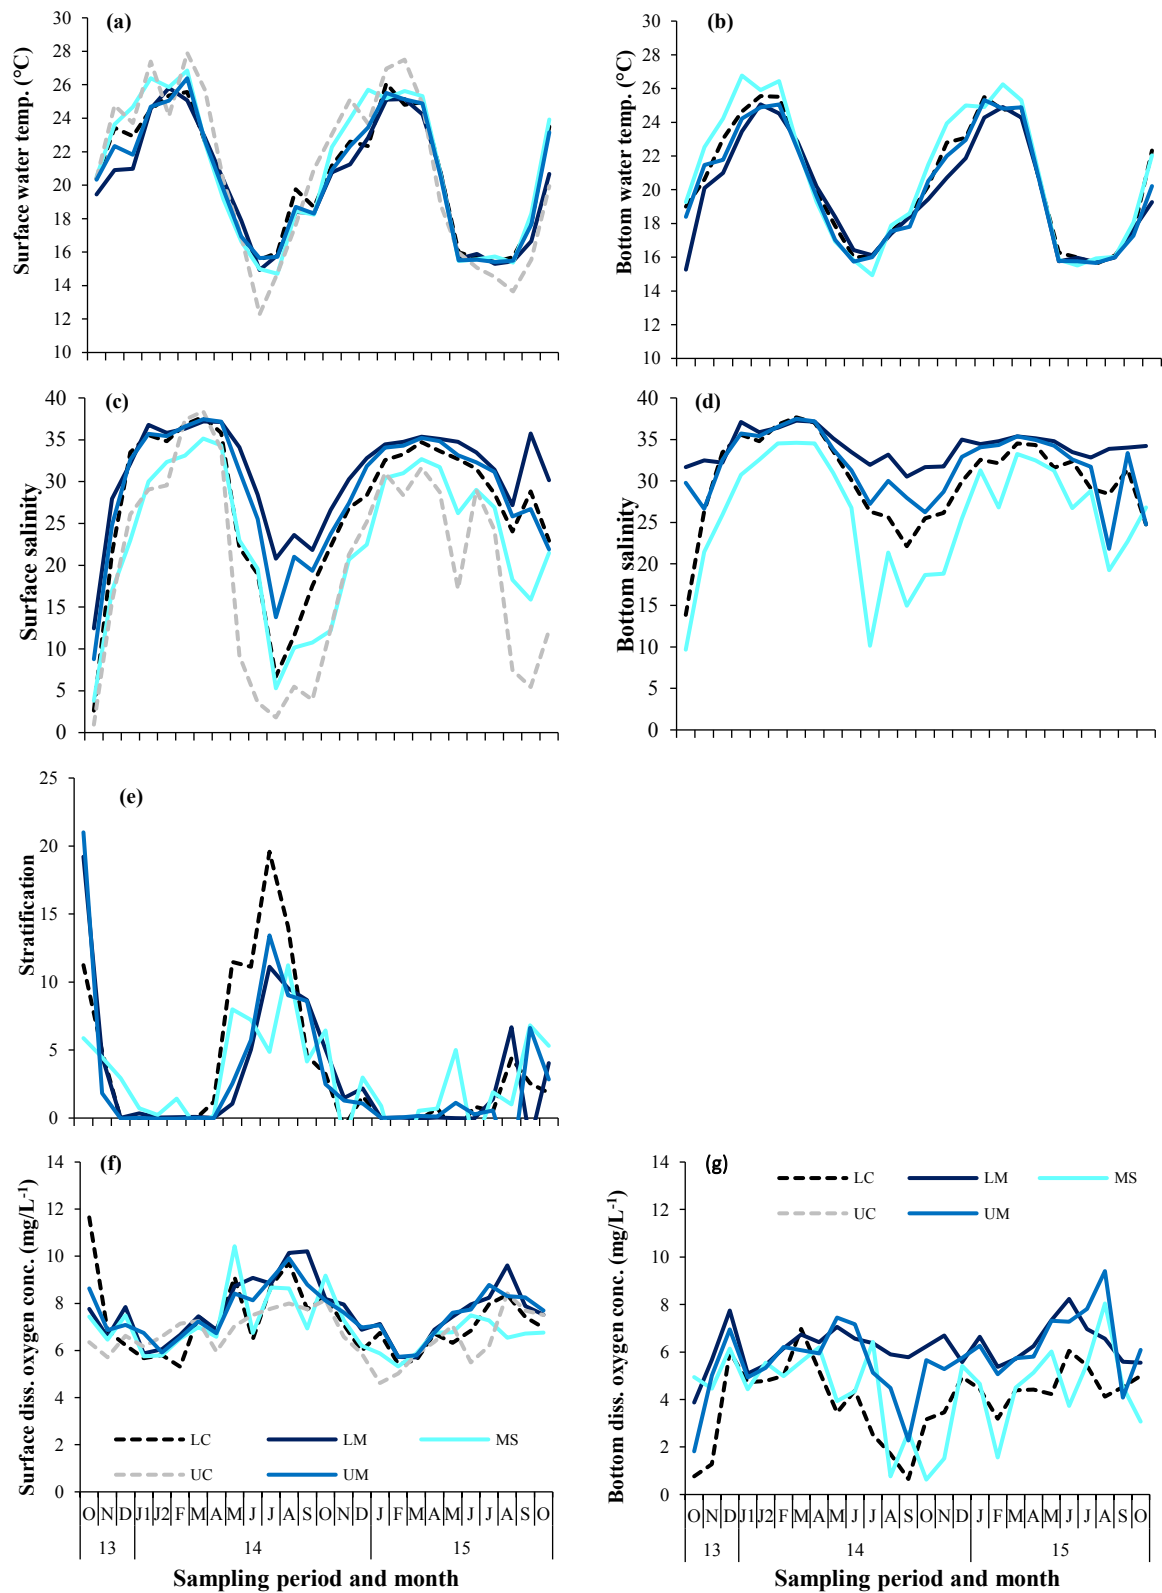 (a)
Surface water temp. (°C)
30
28
26
24
22
20
18
16
14
12
10
(b)
Bottom water temp. (°C)
30
28
26
24
22
20
18
16
14
12
10
(c)
Surface salinity
40
35
30
25
20
15
10
5
0
(d)
Bottom salinity
40
35
30
25
20
15
10
5
0
(e)
Stratification
25
20
15
10
5
0
(f)
Surface diss. oxygen conc. (mg/L⁻¹)
14
12
10
8
6
4
2
0
LC LM MS
UC UM
O N D J1 J2 F M A M J J A S O N D J F M A M J J A S O
13 14 15
Sampling period and month
(g)
Bottom diss. oxygen conc. (mg/L⁻¹)
14
12
10
8
6
4
2
0
LC LM MS
UC UM
O N D J1 J2 F M A M J J A S O N D J F M A M J J A S O
13 14 15
Sampling period and month